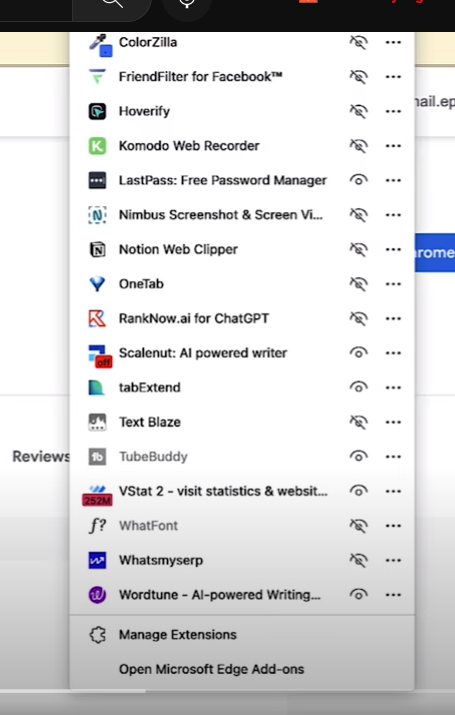 ColorZilla
FriendFilter for Facebook™
Hoverify
ail.ep
Komodo Web Recorder
LastPass: Free Password Manager
Nimbus Screenshot & Screen Vi...
Notion Web Clipper
rome
OneTab
RankNow.ai for ChatGPT
Scalenut: AI powered writer
off
tabExtend
Text Blaze
Reviews
TubeBuddy
VStat 2 - visit statistics & websit...
252M
f? WhatFont
Whatsmyserp
Wordtune - AI-powered Writing...
Manage Extensions
Open Microsoft Edge Add-ons